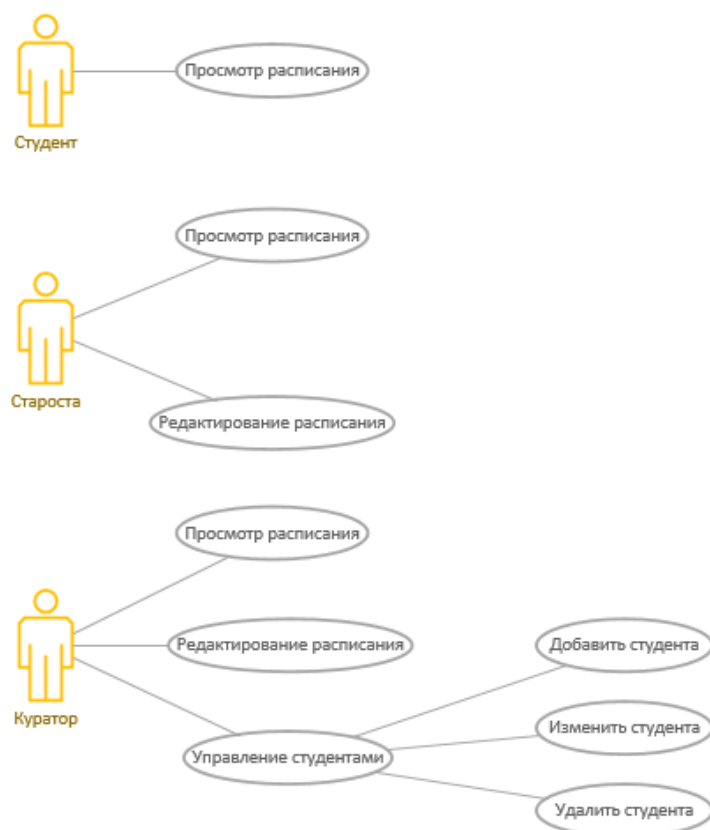 Просмотр расписания
Студент
Просмотр расписания
Староста
Редактирование расписания
Просмотр расписания
Редактирование расписания
Добавить студента
Куратор
Изменить студента
Управление студентами
Удалить студента